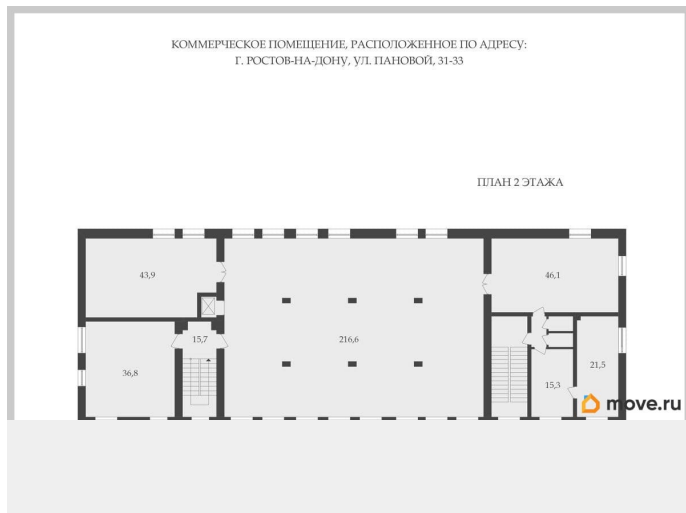 КОММЕРЧЕСКОЕ ПОМЕЩЕНИЕ, РАСПОЛОЖЕННОЕ ПО АДРЕСУ:
Г. РОСТОВ-НА-ДОНУ, УЛ. ПАНОВОЙ, 31-33
ПЛАН 2 ЭТАЖА
43,9
46,1
15,7
216,6
36,8
21,5
15,3
move.ru